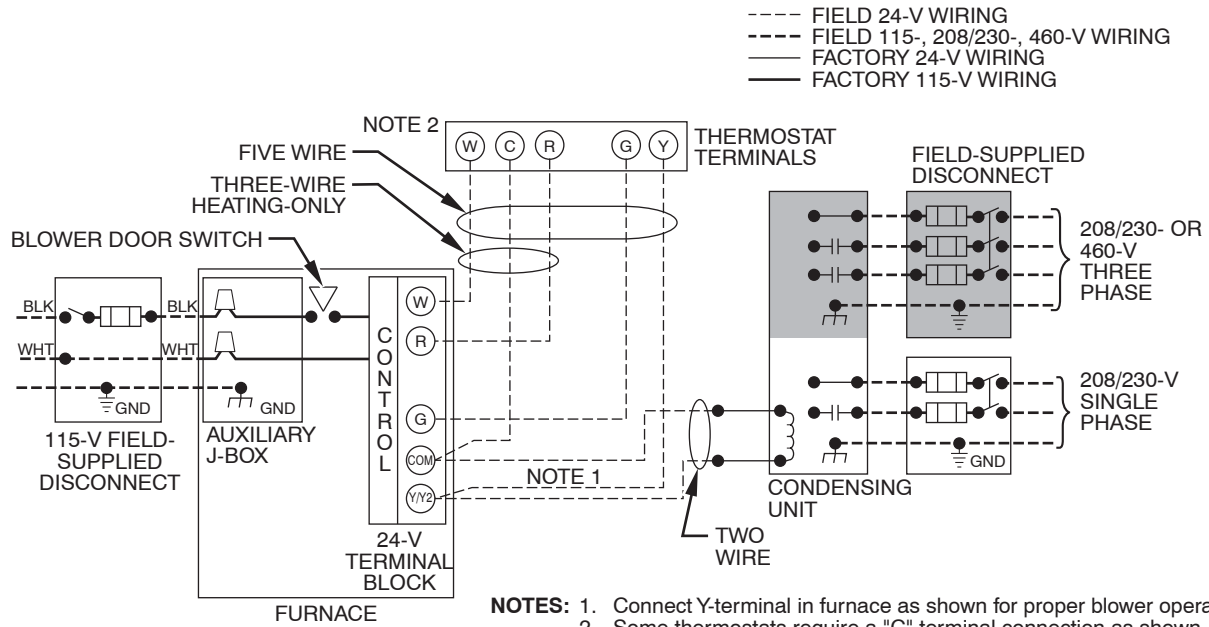 FIELD 24-V WIRING
FIELD 115-, 208/230-, 460-V WIRING
FACTORY 24-V WIRING
FACTORY 115-V WIRING
NOTE 2
W C R G Y
THERMOSTAT
TERMINALS
FIVE WIRE
THREE-WIRE
HEATING-ONLY
BLOWER DOOR SWITCH
FIELD-SUPPLIED
DISCONNECT
208/230- OR
460-V
THREE
PHASE
BLK
BLK
WHT
WHT
GND
GND
115-V FIELD-
SUPPLIED
DISCONNECT
AUXILIARY
J-BOX
CONTROL
W
R
G
COM
Y/Y2
24-V
TERMINAL
BLOCK
FURNACE
NOTE 1
TWO
WIRE
CONDENSING
UNIT
GND
208/230-V
SINGLE
PHASE
NOTES: 1. Connect Y-terminal in furnace as shown for proper blower opera
2. Some thermostats require a "C" terminal connection as shown